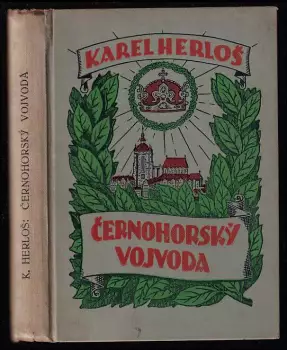 K. HERLOŠ: ČERNOHORSKÝ VOJVODA
KAREL HERLOŠ
ČERNOHORSKÝ
VOJVODA